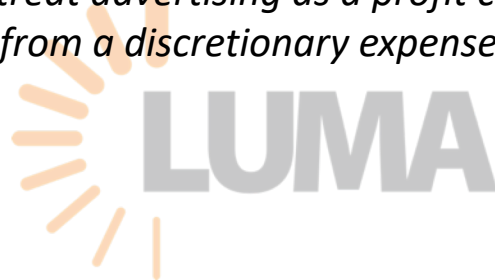 treat advertising as a profit
from a discretionary expense
LUMA